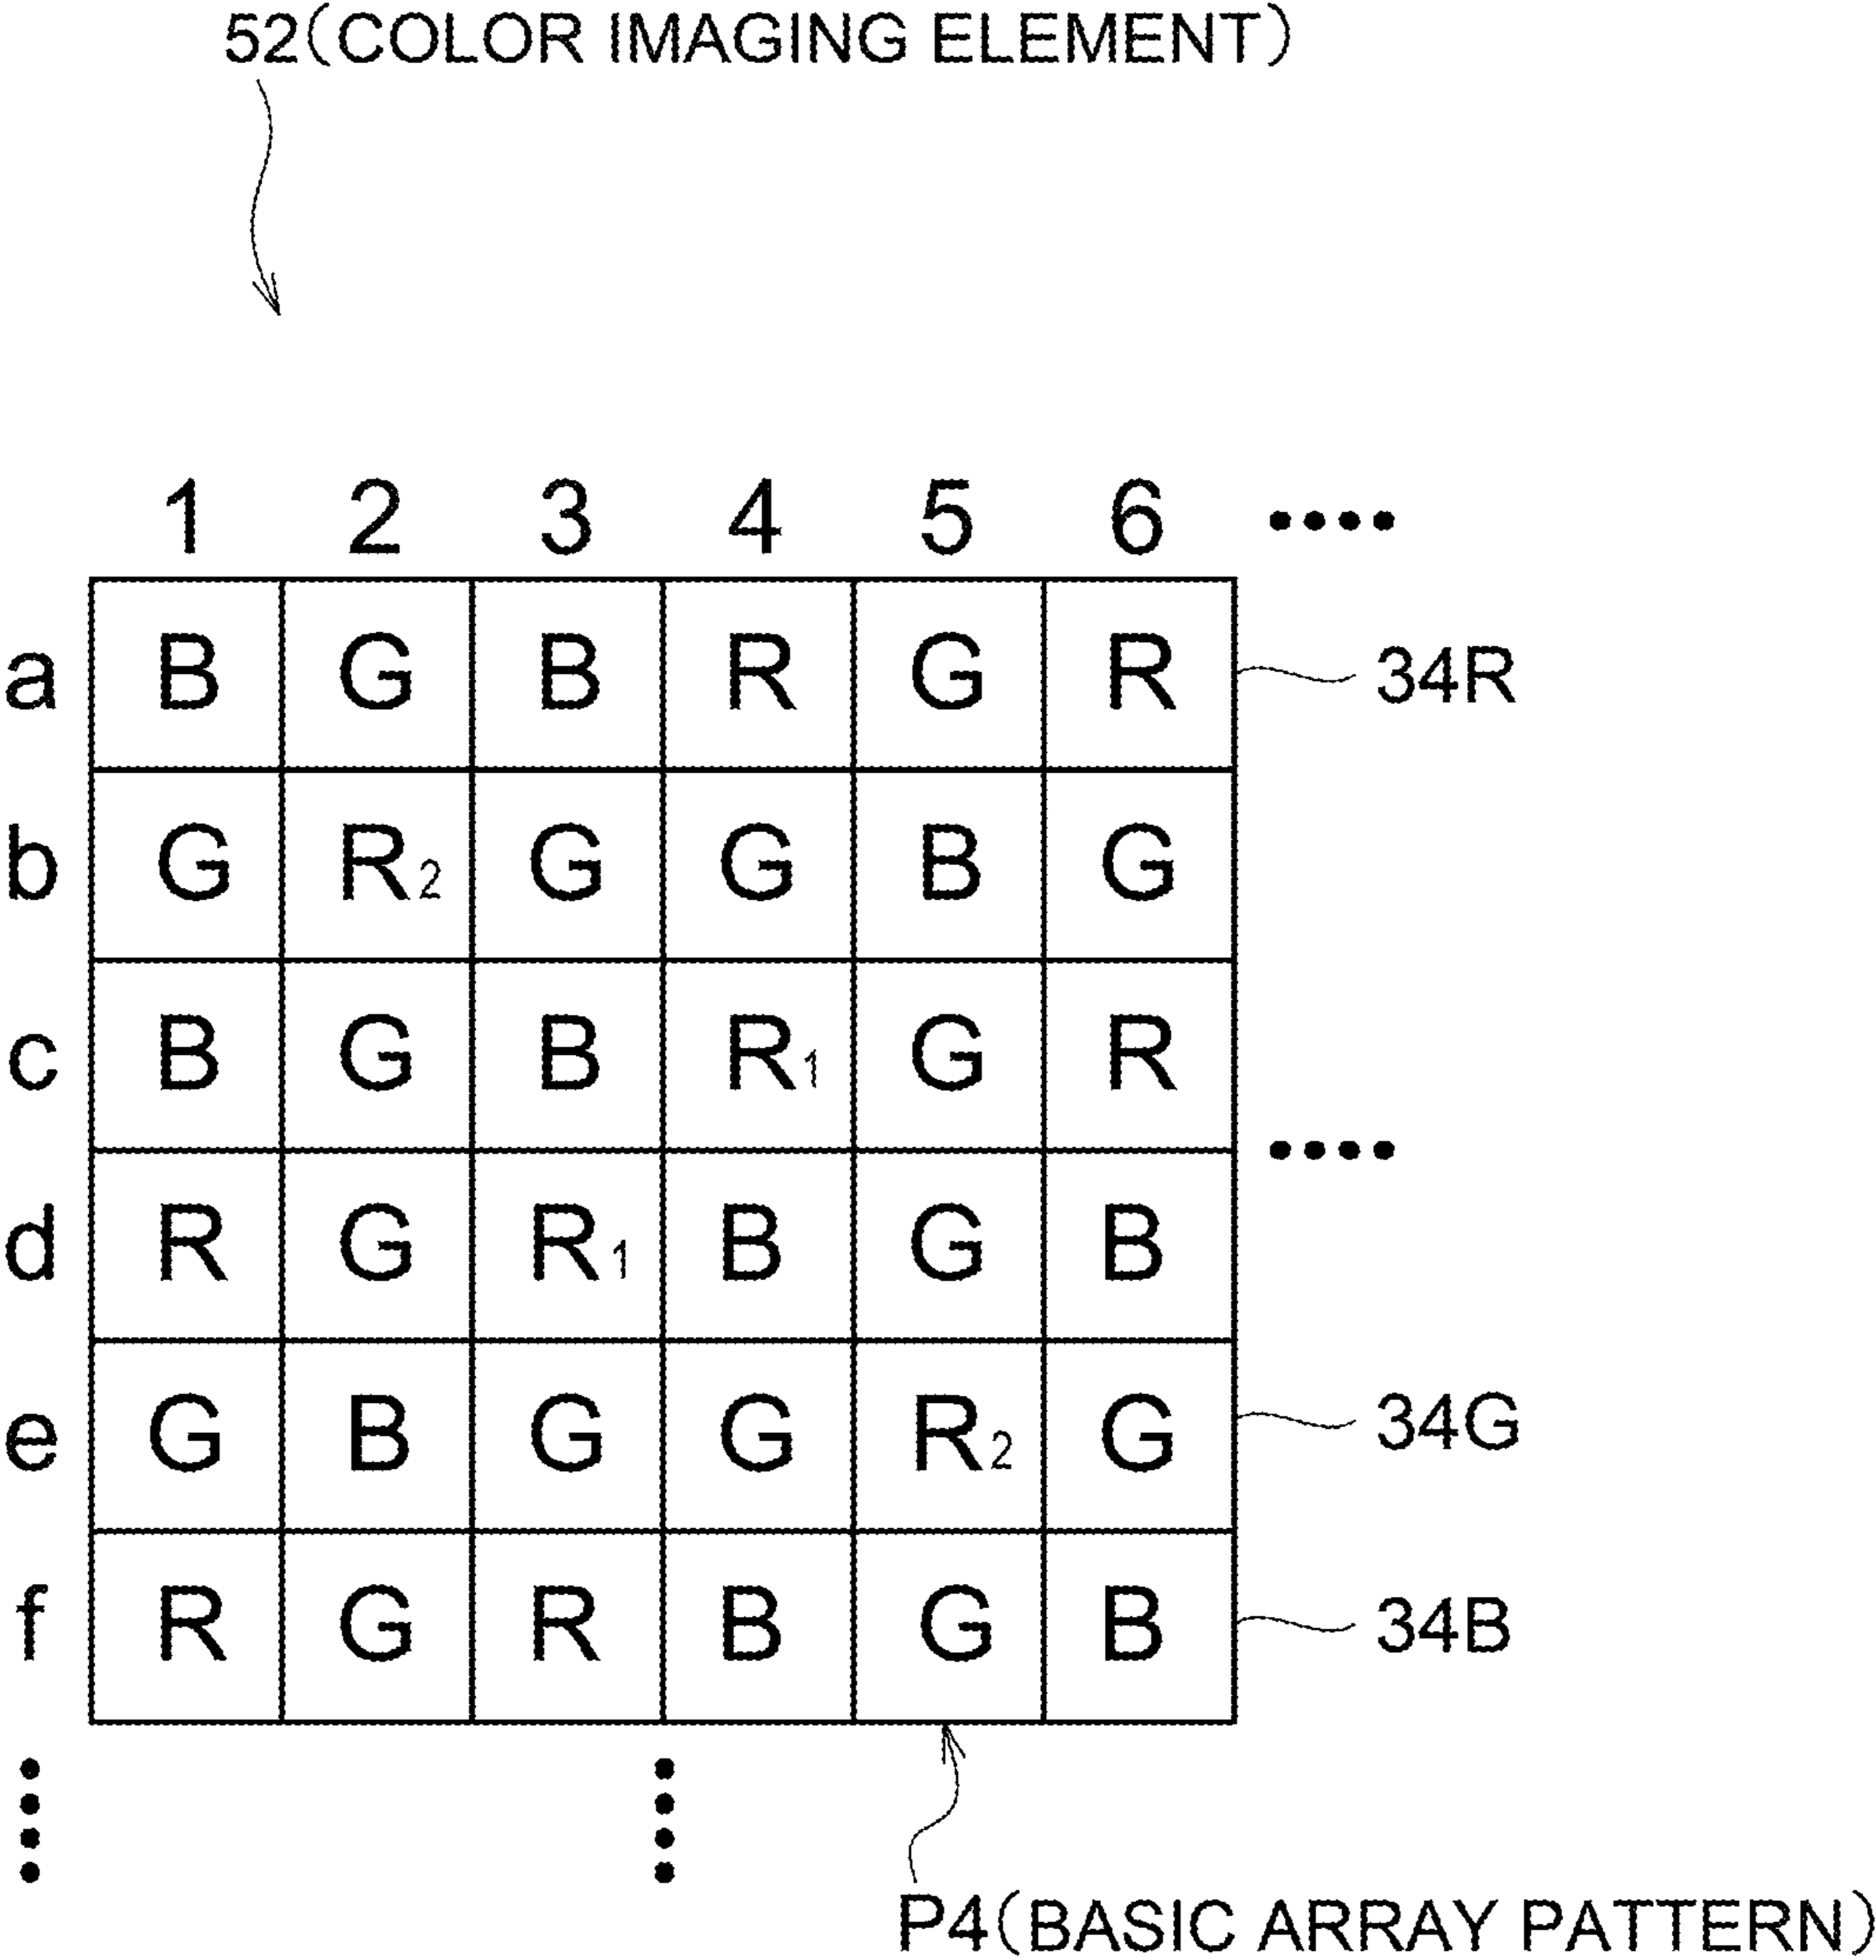 52(COLOR IMAGING ELEMENT)
1 2 3 4 5 6 ····
a B G B R G R 34R
b G R2 G G B G
c B G B R1 G R
····
d R G R1 B G B
e G B G G R2 G 34G
f R G R B G B 34B
P4(BASIC ARRAY PATTERN)